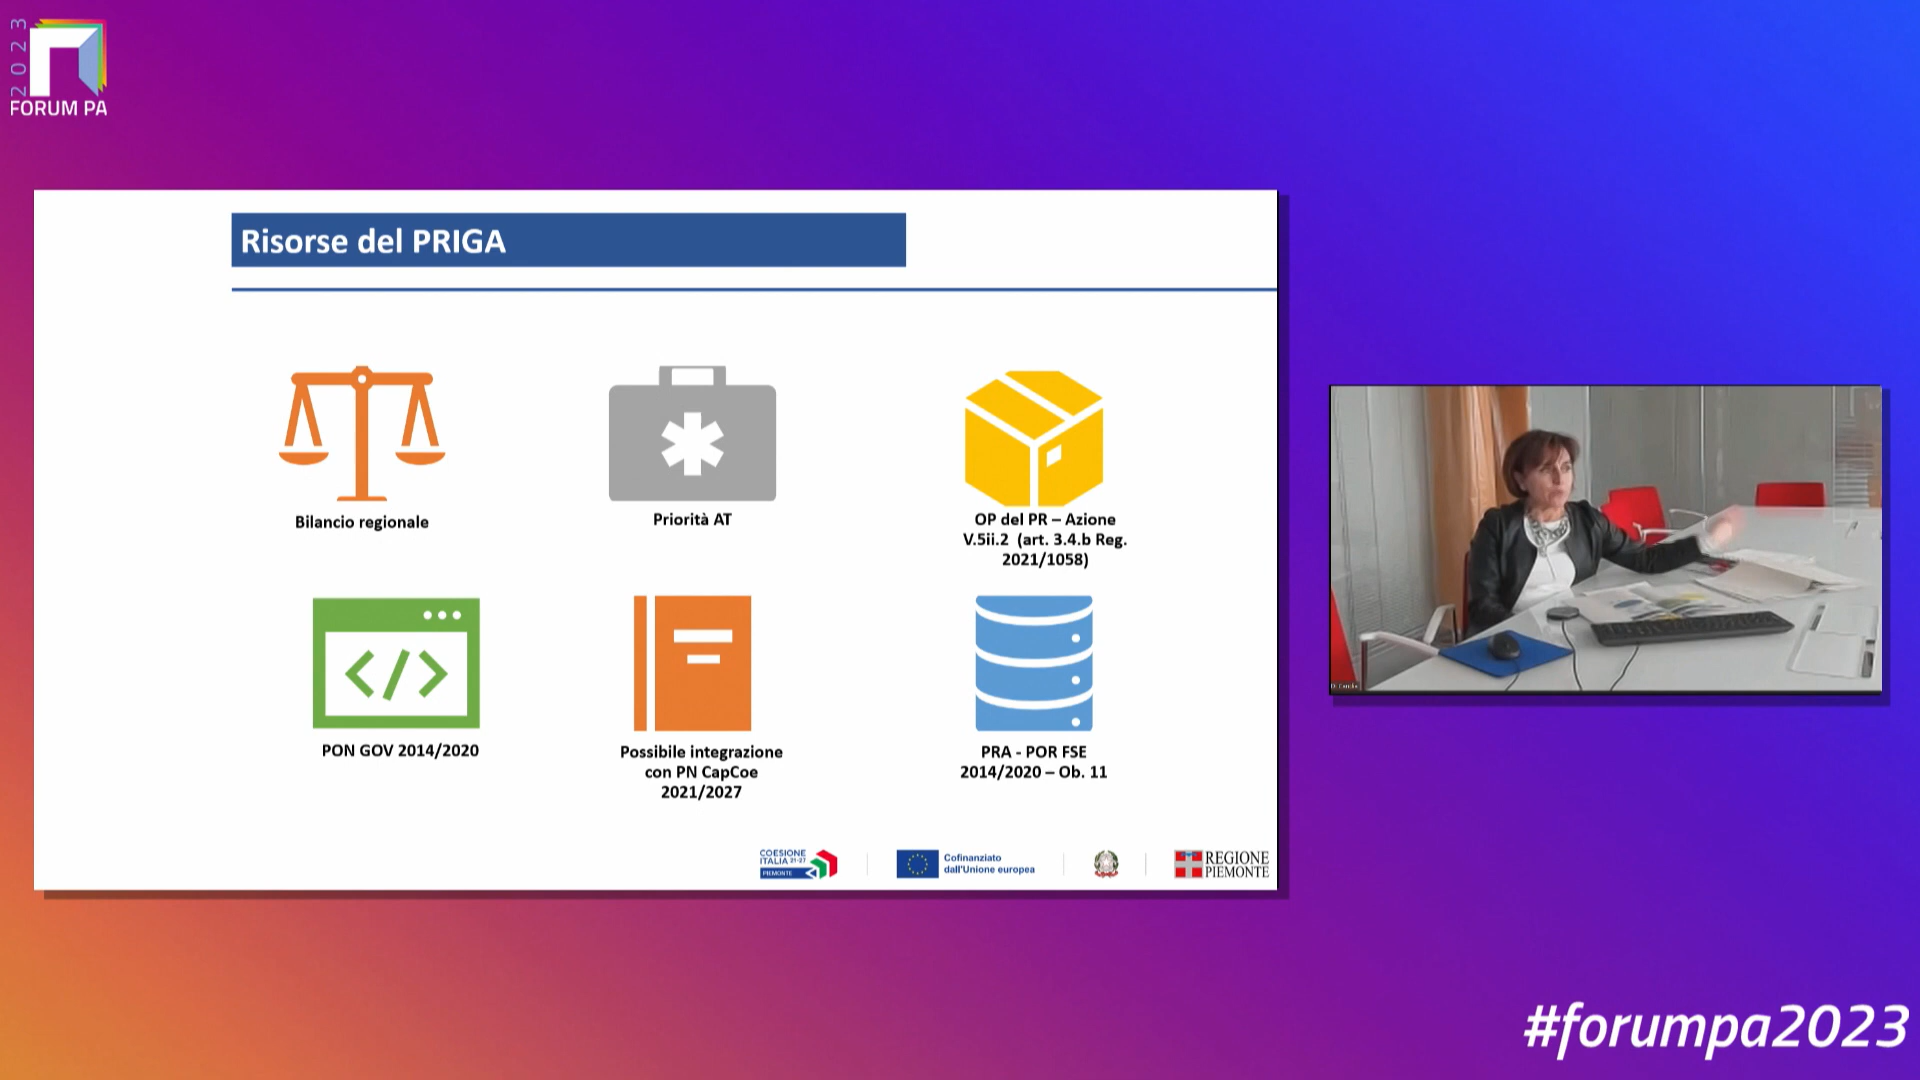 2023
FORUM PA
Risorse del PRIGA
Bilancio regionale
Priorità AT
OP del PR – Azione
V.5ii.2 (art. 3.4.b Reg.
2021/1058)
PON GOV 2014/2020
Possibile integrazione
con PN CapCoe
2021/2027
PRA - POR FSE
2014/2020 – Ob. 11
COESIONE
ITALIA 21-27
PIEMONTE
Cofinanziato
dall'Unione europea
REGIONE
PIEMONTE
#forumpa2023